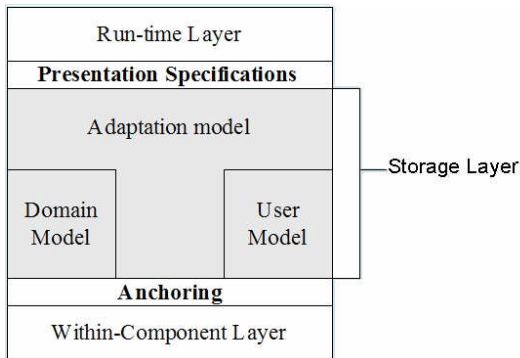 Run-time Layer
Presentation Specifications
Adaptation model
Storage Layer
Domain
Model
User
Model
Anchoring
Within-Component Layer